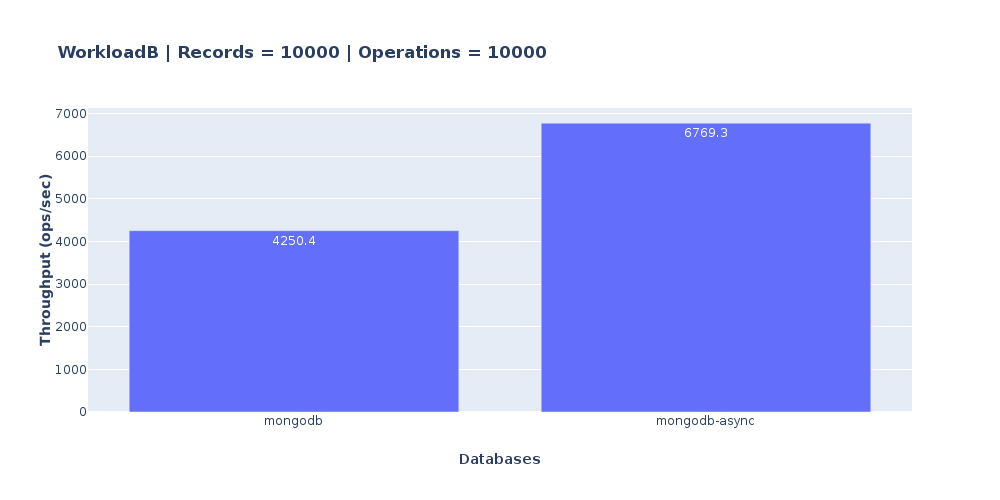 WorkloadB | Records = 10000 | Operations = 10000
Throughput (ops/sec)
7000
6000
5000
4000
3000
2000
1000
0
4250.4
6769.3
mongodb
mongodb-async
Databases